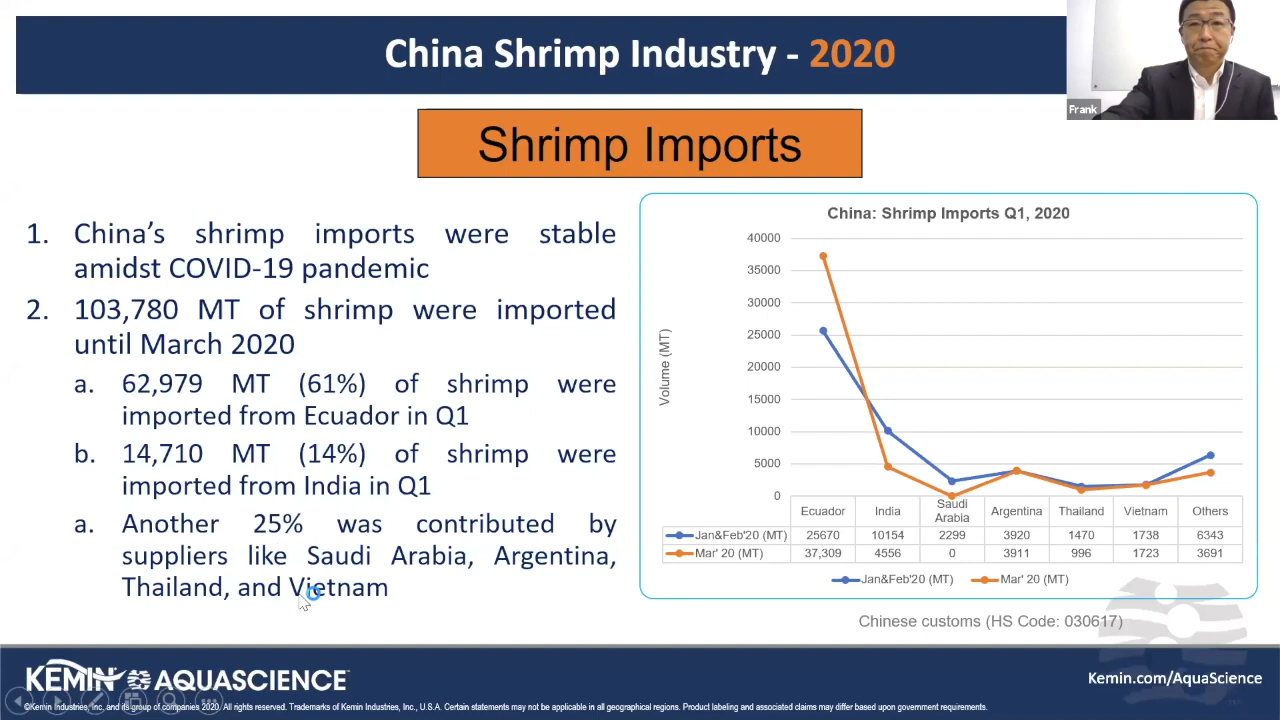 China Shrimp Industry - 2020
Frank
Shrimp Imports
1. China's shrimp imports were stable
amidst COVID-19 pandemic
2. 103,780 MT of shrimp were imported
until March 2020
a. 62,979 MT (61%) of shrimp were
imported from Ecuador in Q1
b. 14,710 MT (14%) of shrimp were
imported from India in Q1
a. Another 25% was contributed by
suppliers like Saudi Arabia, Argentina,
Thailand, and Vietnam
China: Shrimp Imports Q1, 2020
Volume (MT)
40000
35000
30000
25000
20000
15000
10000
5000
0
Ecuador India Saudi Arabia Argentina Thailand Vietnam Others
Jan&Feb'20 (MT) 25670 10154 2299 3920 1470 1738 6343
Mar' 20 (MT) 37,309 4556 0 3911 996 1723 3691
Jan&Feb'20 (MT) Mar' 20 (MT)
Chinese customs (HS Code: 030617)
KEMIN AQUASCIENCE™
Kemin.com/AquaScience
©Kemin Industries, Inc, and its group of companies 2020. All rights reserved. Trademarks of Kemin Industries, Inc., U.S.A. Certain statements may not be applicable in all geographical regions. Product labeling and associated claims may differ based upon government requirements.